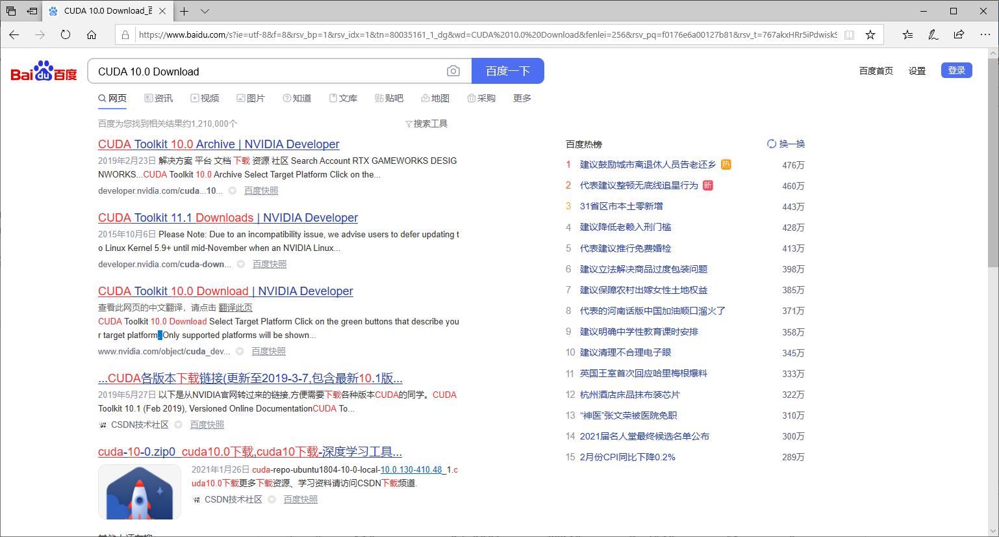 CUDA 10.0 Download_百
https://www.baidu.com/s?ie=utf-8&f=8&rsv_bp=1&rsv_idx=1&tn=80035161_1_dg&wd=CUDA%2010.0%20Download&fenlei=256&rsv_pq=f0176e6a00127b81&rsv_t=767akxHRr5iPdwisk
Bai du 百度
CUDA 10.0 Download
百度一下
百度首页 设置 登录
网页 资讯 视频 图片 知道 文库 贴吧 地图 采购 更多
百度为您找到相关结果约1,210,000个
搜索工具
CUDA Toolkit 10.0 Archive | NVIDIA Developer
2019年2月23日 解决方案 平台 文档 下载 资源 社区 Search Account RTX GAMEWORKS DESIG
NWORKS...CUDA Toolkit 10.0 Archive Select Target Platform Click on the...
developer.nvidia.com/cuda...10... 百度快照
CUDA Toolkit 11.1 Downloads | NVIDIA Developer
2015年10月6日 Please Note: Due to an incompatibility issue, we advise users to defer updating t
o Linux Kernel 5.9+ until mid-November when an NVIDIA Linux...
developer.nvidia.com/cuda-down... 百度快照
CUDA Toolkit 10.0 Download | NVIDIA Developer
查看此网页的中文翻译，请点击 翻译此页
CUDA Toolkit 10.0 Download Select Target Platform Click on the green buttons that describe you
r target platform. Only supported platforms will be shown...
www.nvidia.com/object/cuda_dev... 百度快照
...CUDA各版本下载链接(更新至2019-3-7,包含最新10.1版...
2019年5月27日 以下是从NVIDIA官网转过来的链接,方便需要下载各种版本CUDA的同学。CUDA
Toolkit 10.1 (Feb 2019), Versioned Online DocumentationCUDA To...
CSDN技术社区 百度快照
cuda-10-0.zip0_cuda10.0下载,cuda10下载-深度学习工具...
2021年1月26日 cuda-repo-ubuntu1804-10-0-local-10.0.130-410.48_1.c
uda10.0下载更多下载资源、学习资料请访问CSDN下载频道.
CSDN技术社区 百度快照
百度热榜 换一换
1 建议鼓励城市离退休人员告老还乡 热 476万
2 代表建议整顿无底线追星行为 新 460万
3 31省区市本土零新增 443万
4 建议降低老赖入刑门槛 428万
5 代表建议推行免费婚检 413万
6 建议立法解决商品过度包装问题 398万
7 建议保障农村出嫁女性土地权益 385万
8 代表的河南话版中国加油顺口溜火了 371万
9 建议明确中学性教育课时安排 358万
10 建议清理不合理电子眼 345万
11 英国王室首次回应哈里梅根爆料 333万
12 杭州酒店床品抹布装芯片 322万
13 “神医”张文荣被医院免职 310万
14 2021届名人堂最终候选名单公布 300万
15 2月份CPI同比下降0.2% 289万